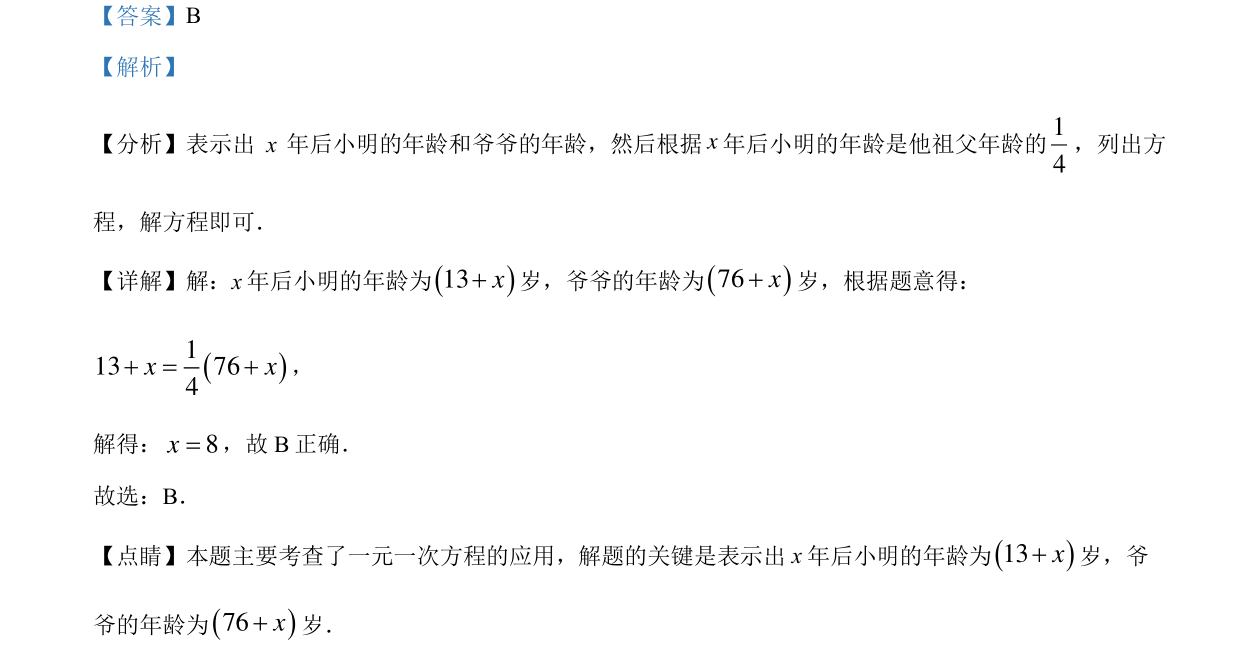 【答案】B
【解析】
【分析】表示出 x 年后小明的年龄和爷爷的年龄，然后根据 x 年后小明的年龄是他祖父年龄的 1/4，列出方
程，解方程即可.
【详解】解：x 年后小明的年龄为(13+x)岁，爷爷的年龄为(76+x)岁，根据题意得：
13+x=1/4(76+x)，
解得：x=8，故 B 正确.
故选：B.
【点睛】本题主要考查了一元一次方程的应用，解题的关键是表示出 x 年后小明的年龄为(13+x)岁，爷
爷的年龄为(76+x)岁.